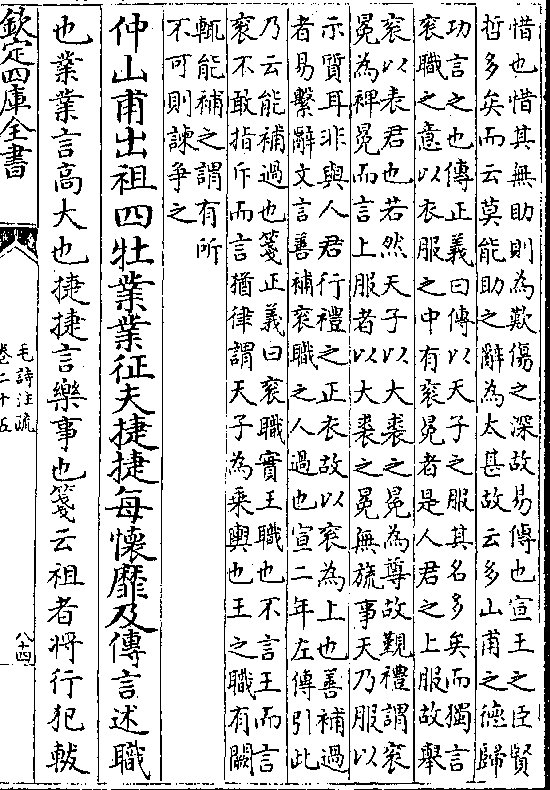 惜也惜其無助則為歎傷之深故易傳也宣王之臣賢
哲多矣而云莫能助之辭為太甚故云多山甫之德歸
功言之也傳正義曰傳以天子之服其名多矣而獨言
衮職之意以衣服之中有衮冕者是人君之上服故舉
衮以表君也若然天子以大裘之冕為尊故覲禮謂衮
冕為裨冕而言上服者以大裘之冕無旒事天乃服以
示質耳非與人君行禮之正衣故以衮為上也善補過
者易繫辭文言善補衮職之人過也宣二年左傳引此
乃云能補過也箋正義曰衮職實王職也不言王而言
衮不敢指斥而言猶律謂天子為乗輿也王之職有闕
輒能補之謂有所
不可則諫爭之
仲山甫出祖四牡業業征夫捷捷每懷靡及傳言述職
也業業言高大也捷捷言樂事也箋云祖者將行犯軷
欽定四庫全書
毛詩注疏
卷二十五
八十四